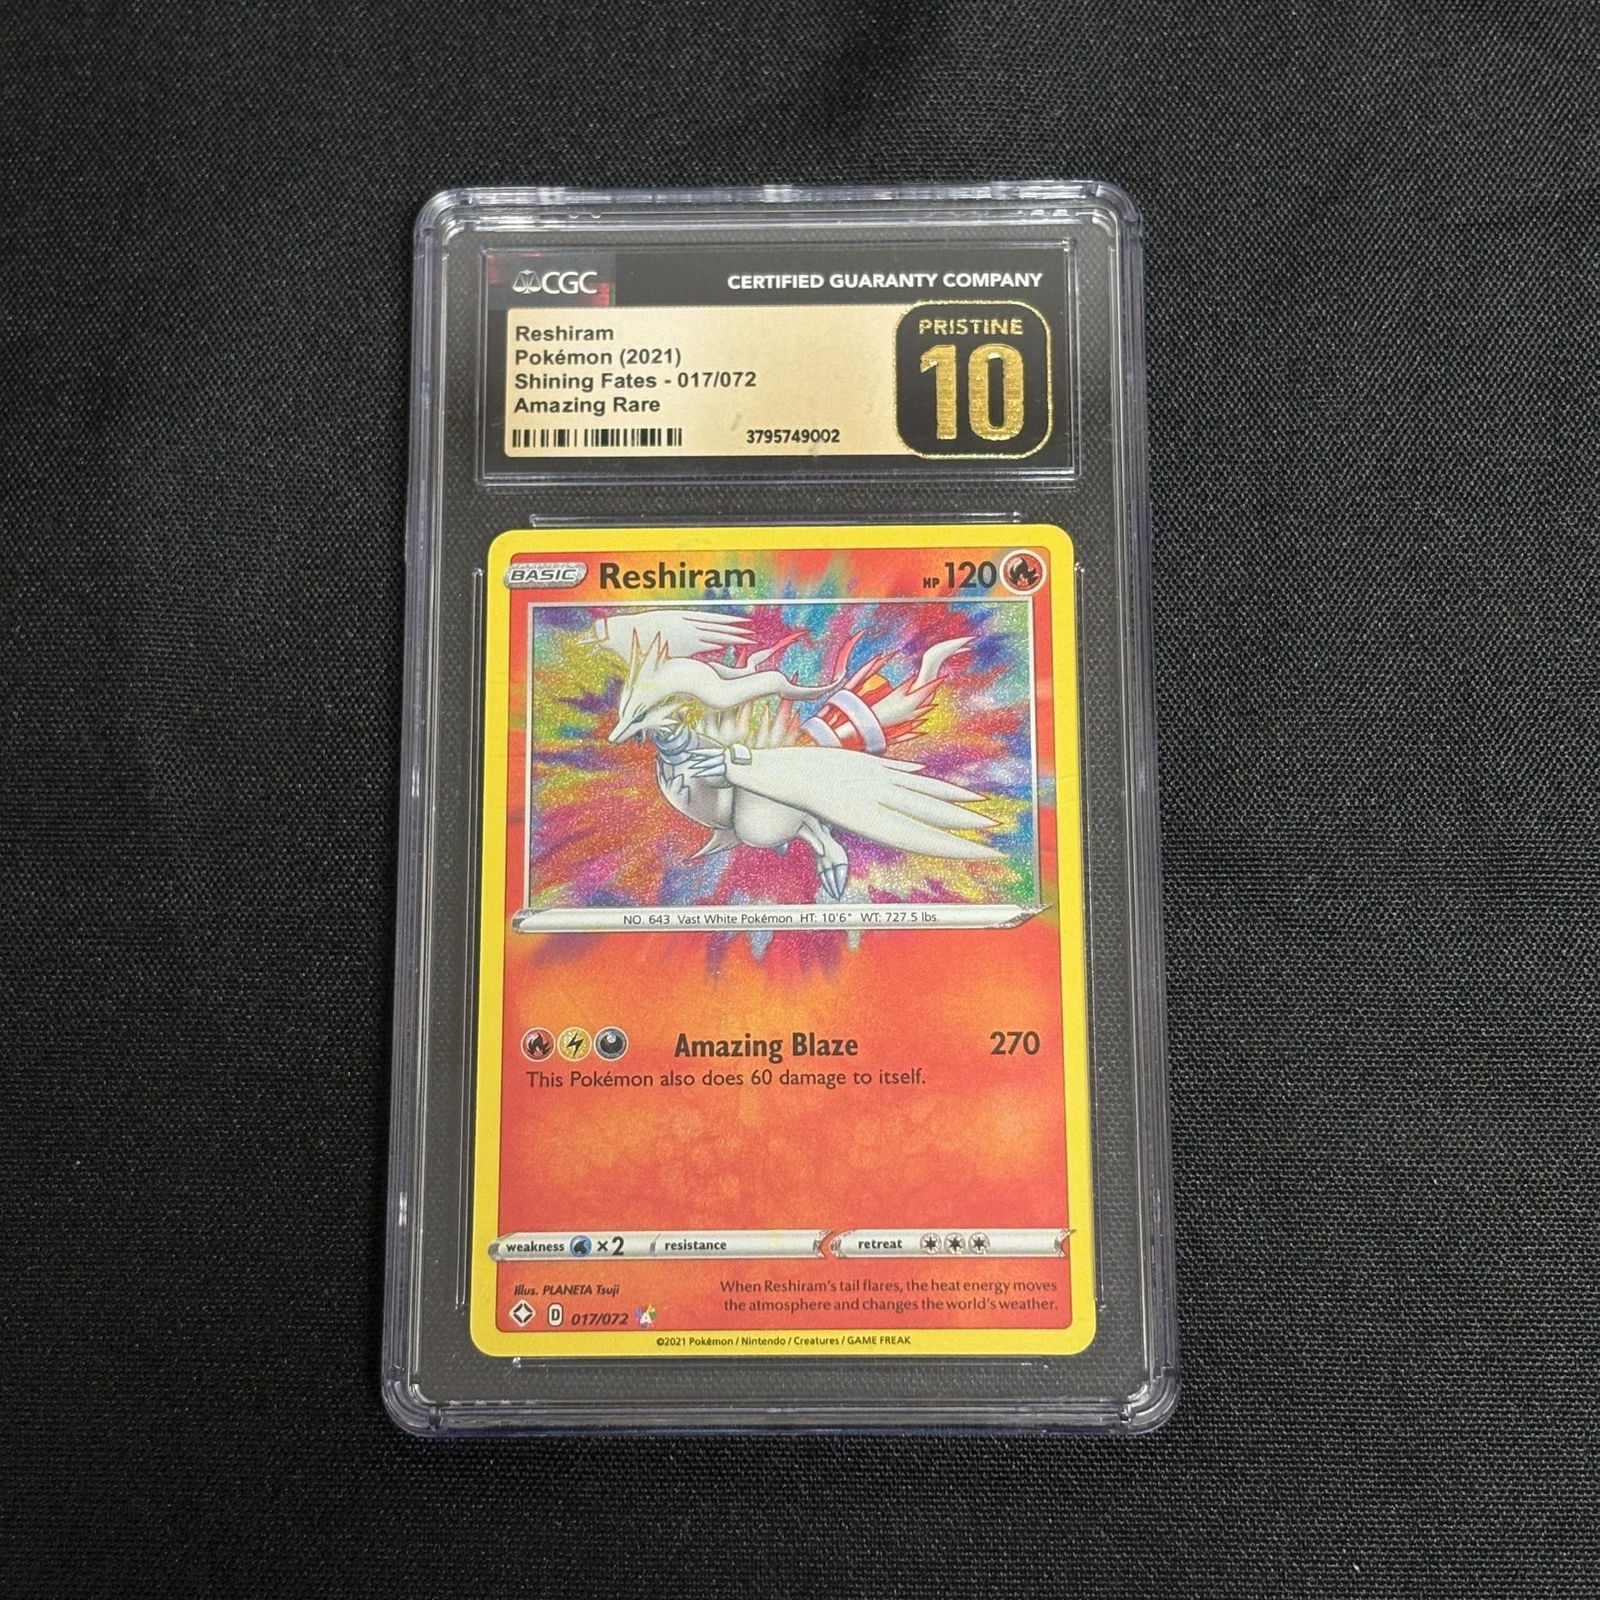 CGC
CERTIFIED GUARANTY COMPANY
Reshiram
Pokémon (2021)
Shining Fates - 017/072
Amazing Rare
3795749002
PRISTINE
10
BASIC
Reshiram
HP 120
NO. 643 Vast White Pokémon HT: 10'6" WT: 727.5 lbs.
Amazing Blaze 270
This Pokémon also does 60 damage to itself.
weakness ×2 resistance retreat
Illus. PLANETA Tsuji
When Reshiram's tail flares, the heat energy moves
the atmosphere and changes the world's weather.
D 017/072 A
©2021 Pokémon / Nintendo / Creatures / GAME FREAK